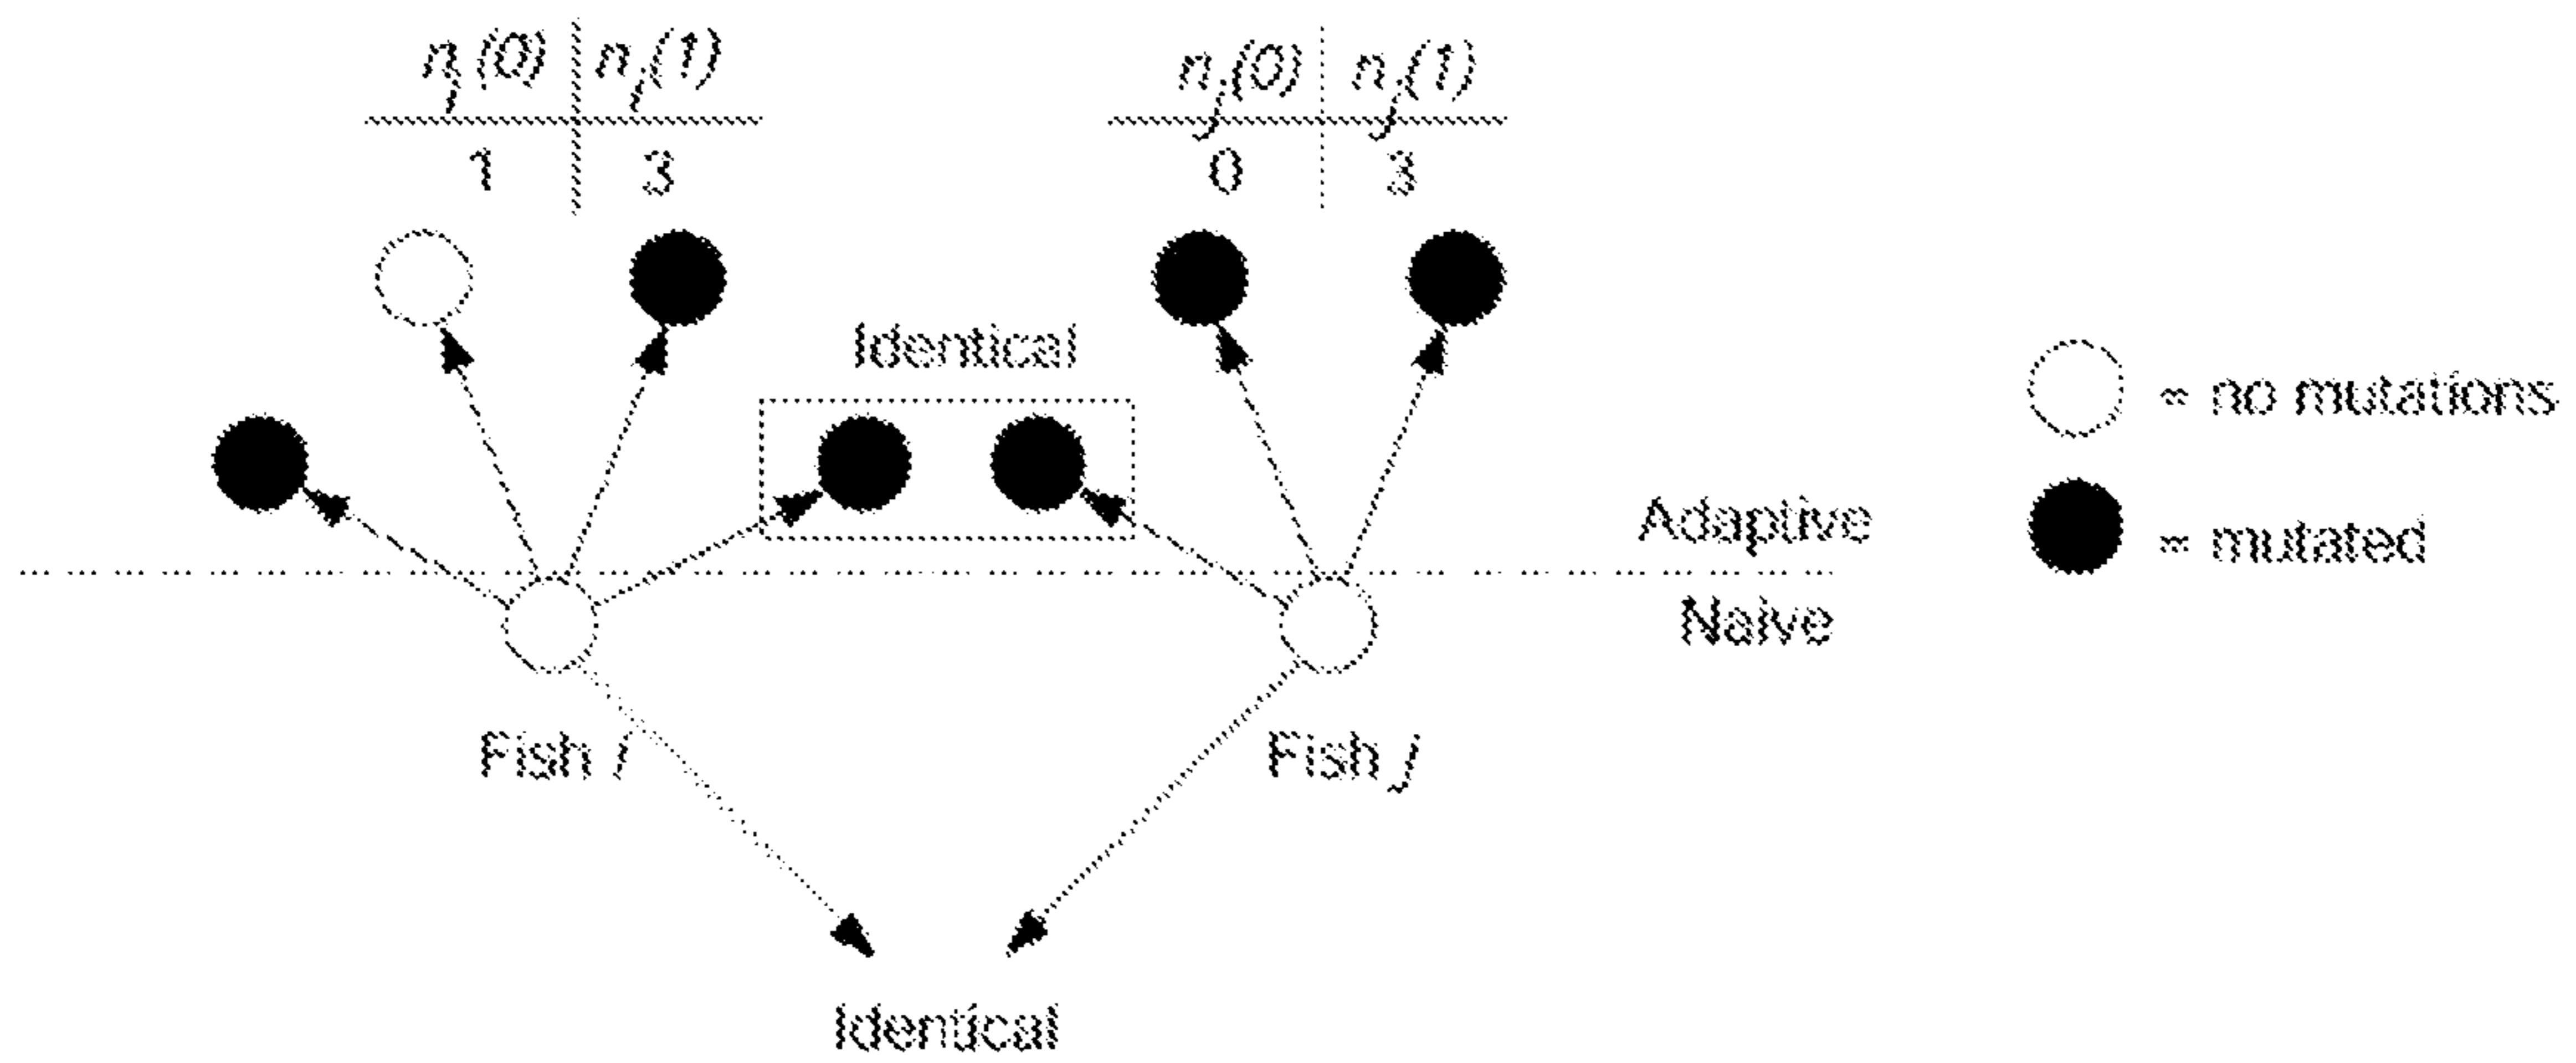 n_i(0) n_i(1)
1 3
n_j(0) n_j(1)
0 3
Identical
= no mutations
= mutated
Adaptive
Naive
Fish i
Fish j
Identical